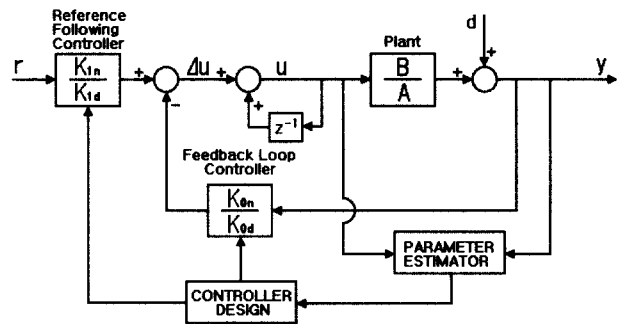 Reference
Following
Controller
r
K1n
K1d
+
−
Δu
+
+
u
z⁻¹
Plant
B
A
+
d
+
y
Feedback Loop
Controller
K0n
K0d
PARAMETER
ESTIMATOR
CONTROLLER
DESIGN